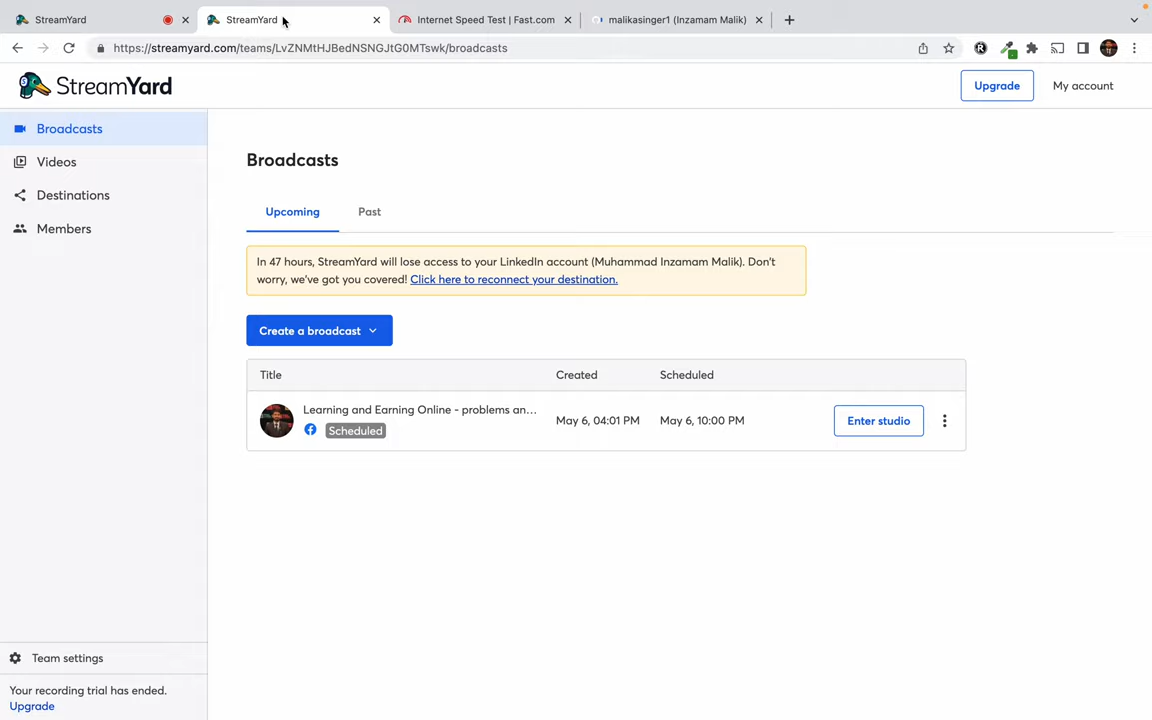 StreamYard
StreamYard
Internet Speed Test | Fast.com
malikasinger1 (Inzamam Malik)
https://streamyard.com/teams/LvZNMtHJBedNSNGJtG0MTswk/broadcasts
StreamYard
Upgrade
My account
Broadcasts
Videos
Destinations
Members
Broadcasts
Upcoming
Past
In 47 hours, StreamYard will lose access to your LinkedIn account (Muhammad Inzamam Malik). Don't
worry, we've got you covered! Click here to reconnect your destination.
Create a broadcast
Title
Created
Scheduled
Learning and Earning Online - problems an...
Scheduled
May 6, 04:01 PM
May 6, 10:00 PM
Enter studio
Team settings
Your recording trial has ended.
Upgrade